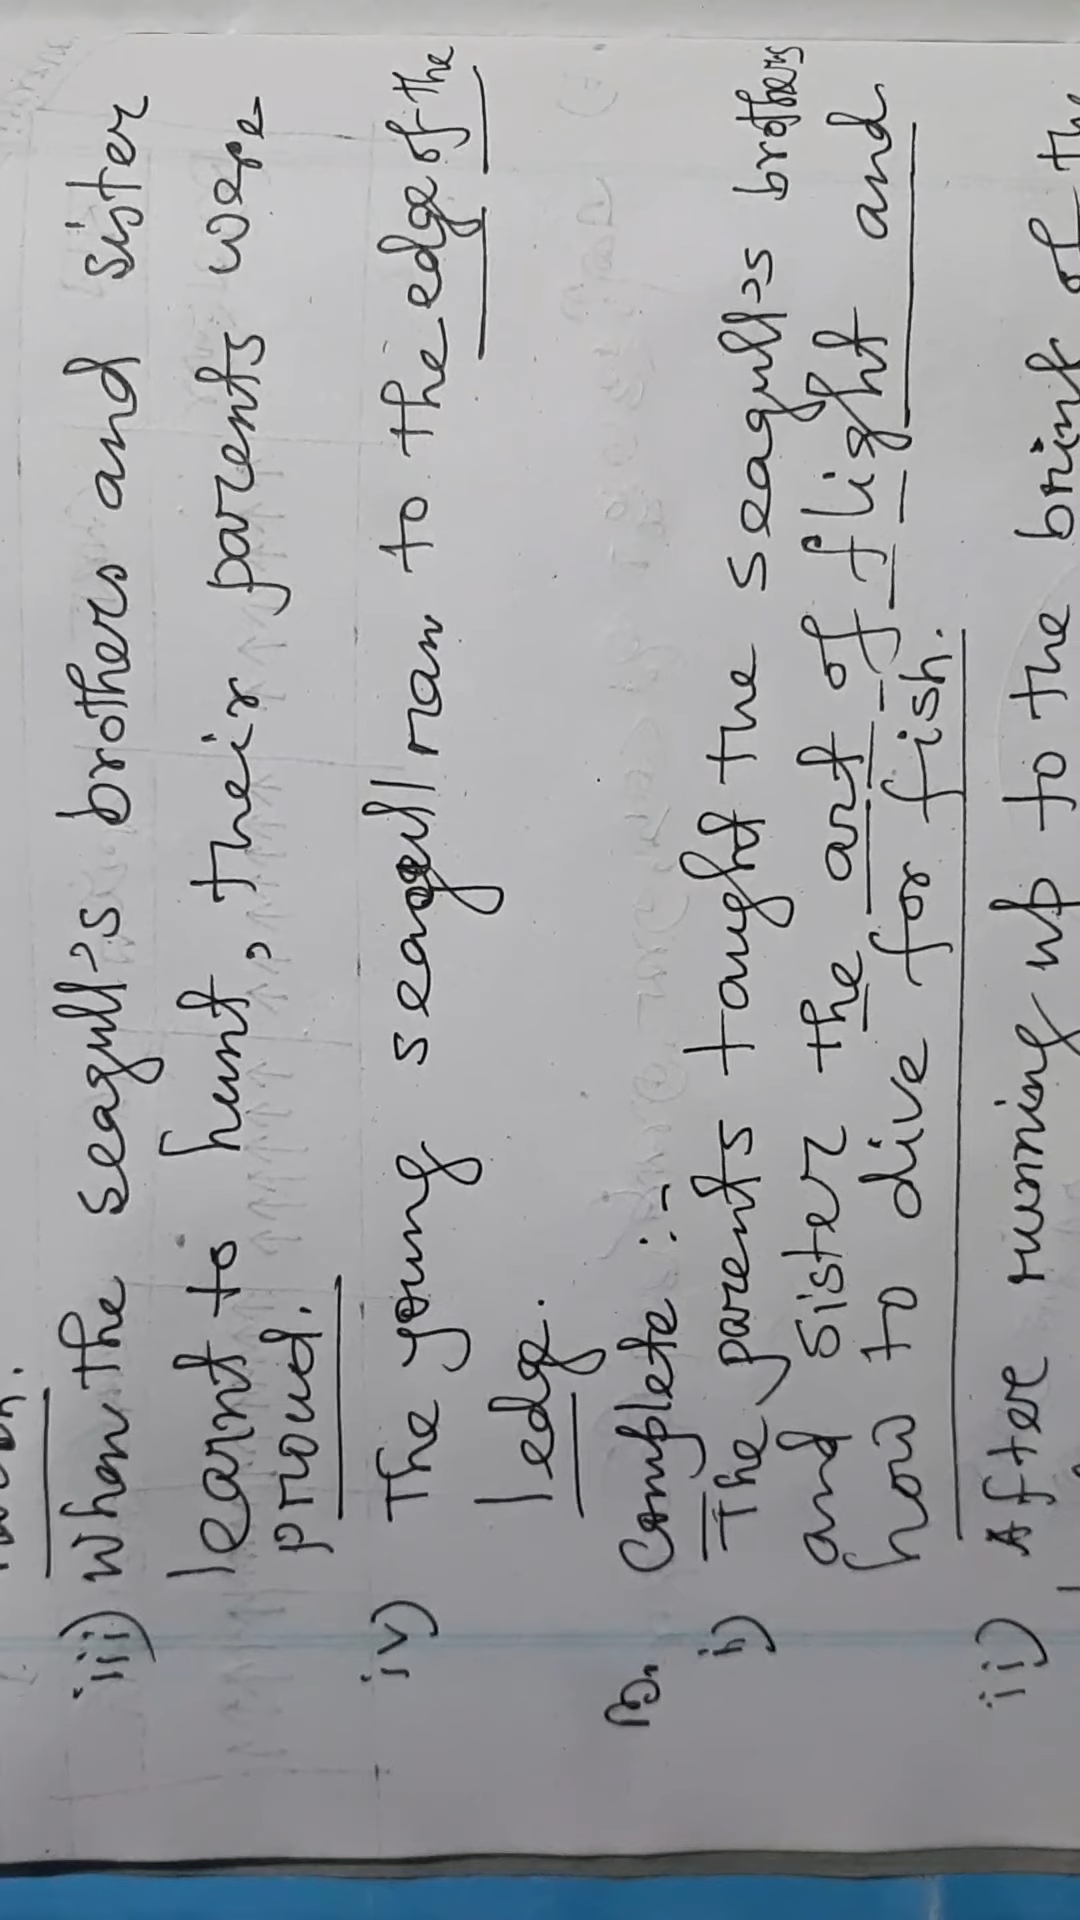 iii) When the seagull's brothers and sister
learnt to hunt, their parents were
proud.
iv) The young seagull ran to the edge of the
ledge.
B. Complete :-
i) The parents taught the seagull's brothers
and sister the art of flight and
how to dive for fish.
ii) After running up to the brink of the